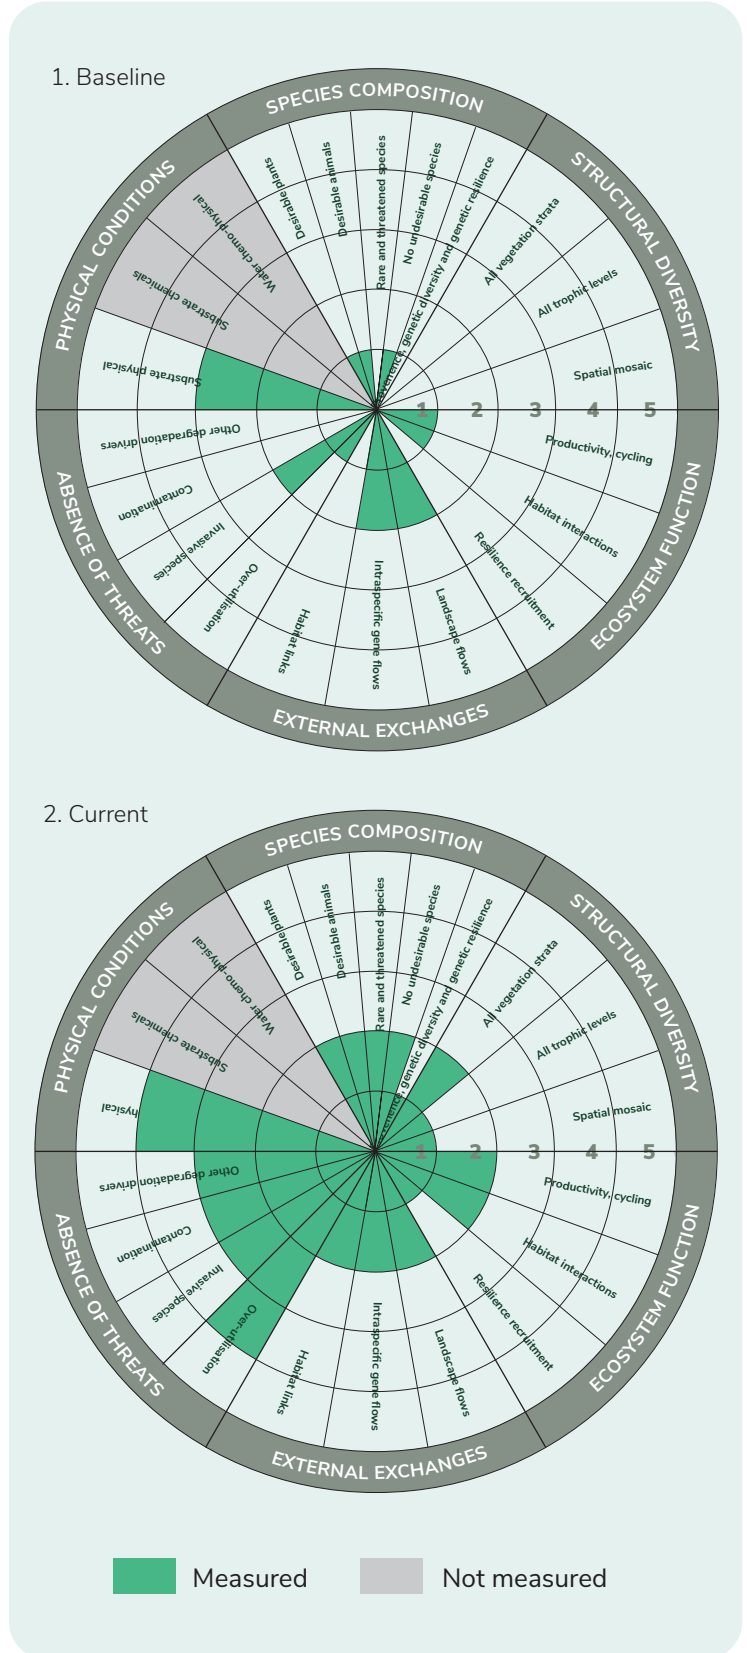 1. Baseline
SPECIES COMPOSITION
STRUCTURAL DIVERSITY
ECOSYSTEM FUNCTION
EXTERNAL EXCHANGES
ABSENCE OF THREATS
PHYSICAL CONDITIONS
Desirable plants
Desirable animals
Rare and threatened species
No undesirable species
genetic diversity and genetic resilience
All vegetation strata
All trophic levels
Spatial mosaic
1 2 3 4 5
Productivity, cycling
Habitat interactions
Resilience recruitment
Landscape flows
Intraspecific gene flows
Habitat links
Over-utilisation
Invasive species
Contamination
Other degradation drivers
Substrate physical
Substrate chemicals
Water chemo-physical
2. Current
SPECIES COMPOSITION
STRUCTURAL DIVERSITY
ECOSYSTEM FUNCTION
EXTERNAL EXCHANGES
ABSENCE OF THREATS
PHYSICAL CONDITIONS
Desirable plants
Desirable animals
Rare and threatened species
No undesirable species
genetic diversity and genetic resilience
All vegetation strata
All trophic levels
Spatial mosaic
1 2 3 4 5
Productivity, cycling
Habitat interactions
Resilience recruitment
Landscape flows
Intraspecific gene flows
Habitat links
Over-utilisation
Invasive species
Contamination
Other degradation drivers
hysical
Substrate chemicals
Water chemo-physical
Measured
Not measured